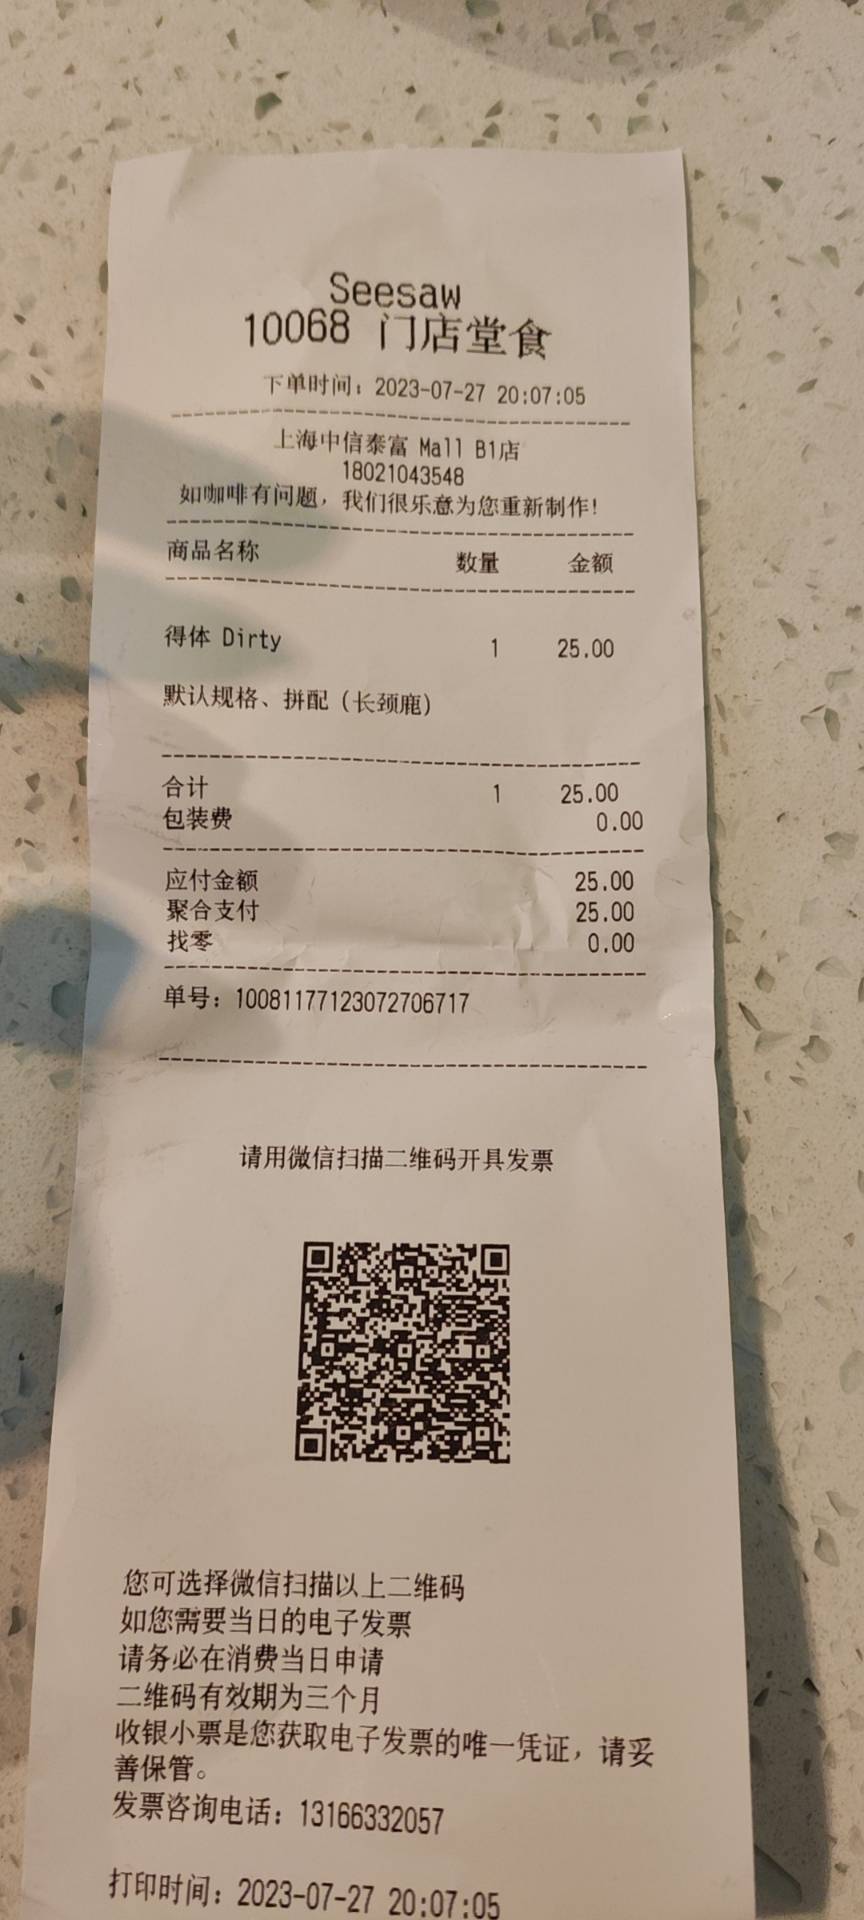 Seesaw
10068 门店堂食
下单时间：2023-07-27 20:07:05
上海中信泰富 Mall B1店
18021043548
如咖啡有问题，我们很乐意为您重新制作！
商品名称 数量 金额
得体 Dirty 1 25.00
默认规格、拼配（长颈鹿）
合计 1 25.00
包装费 0.00
应付金额 25.00
聚合支付 25.00
找零 0.00
单号：10081177123072706717
请用微信扫描二维码开具发票
您可选择微信扫描以上二维码
如您需要当日的电子发票
请务必在消费当日申请
二维码有效期为三个月
收银小票是您获取电子发票的唯一凭证，请妥
善保管。
发票咨询电话：13166332057
打印时间：2023-07-27 20:07:05